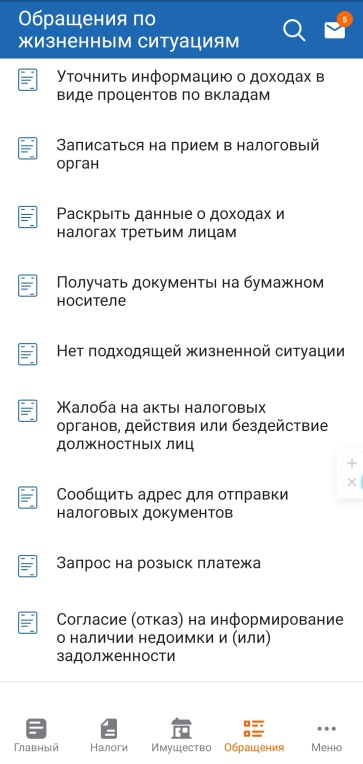 Обращения по
жизненным ситуациям
5
Уточнить информацию о доходах в
виде процентов по вкладам
Записаться на прием в налоговый
орган
Раскрыть данные о доходах и
налогах третьим лицам
Получать документы на бумажном
носителе
Нет подходящей жизненной ситуации
Жалоба на акты налоговых
органов, действия или бездействие
должностных лиц
Сообщить адрес для отправки
налоговых документов
Запрос на розыск платежа
Согласие (отказ) на информирование
о наличии недоимки и (или)
задолженности
Главный Налоги Имущество Обращения Меню